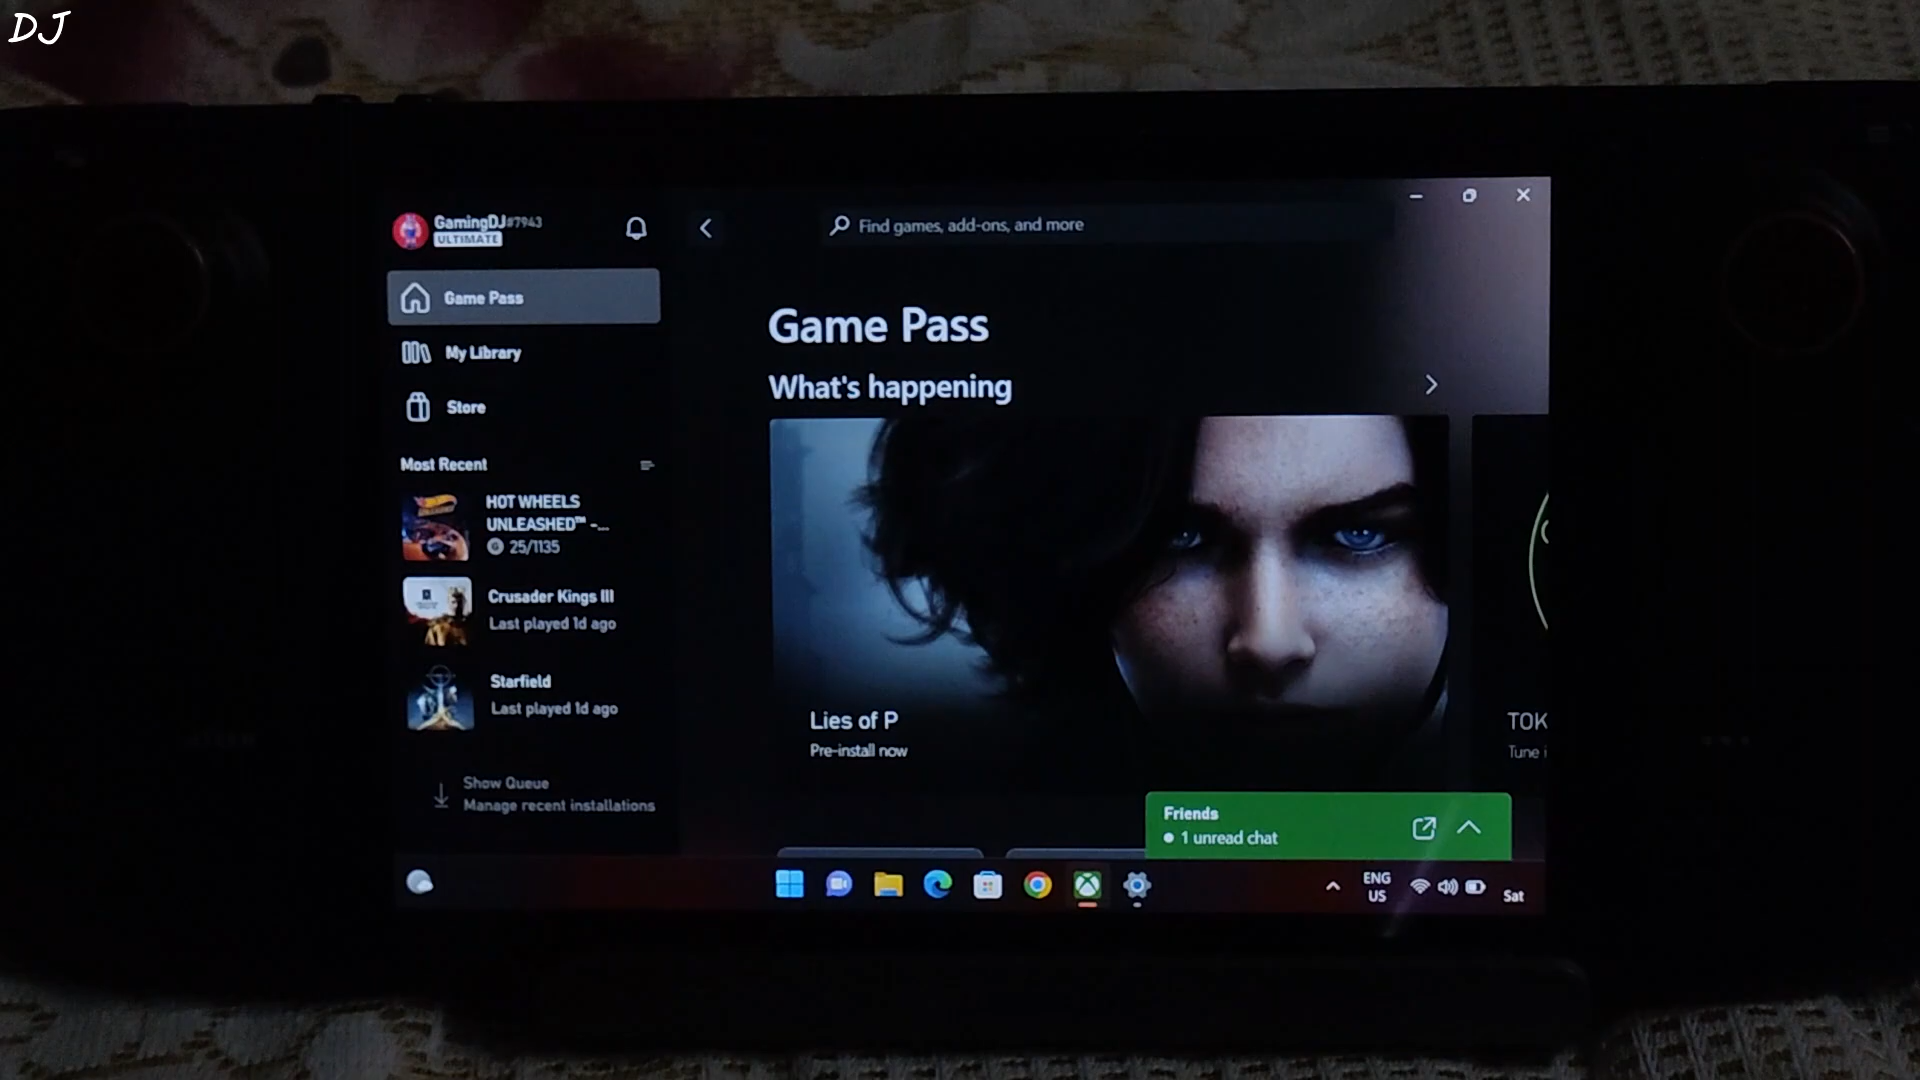 DJ
GamingDJ#7943
ULTIMATE
Find games, add-ons, and more
Game Pass
My Library
Store
Most Recent
HOT WHEELS
UNLEASHED™ -...
25/1135
Crusader Kings III
Last played 1d ago
Starfield
Last played 1d ago
Show Queue
Manage recent installations
Game Pass
What's happening
Lies of P
Pre-install now
TOK
Tune i
Friends
1 unread chat
ENG
US
Sat